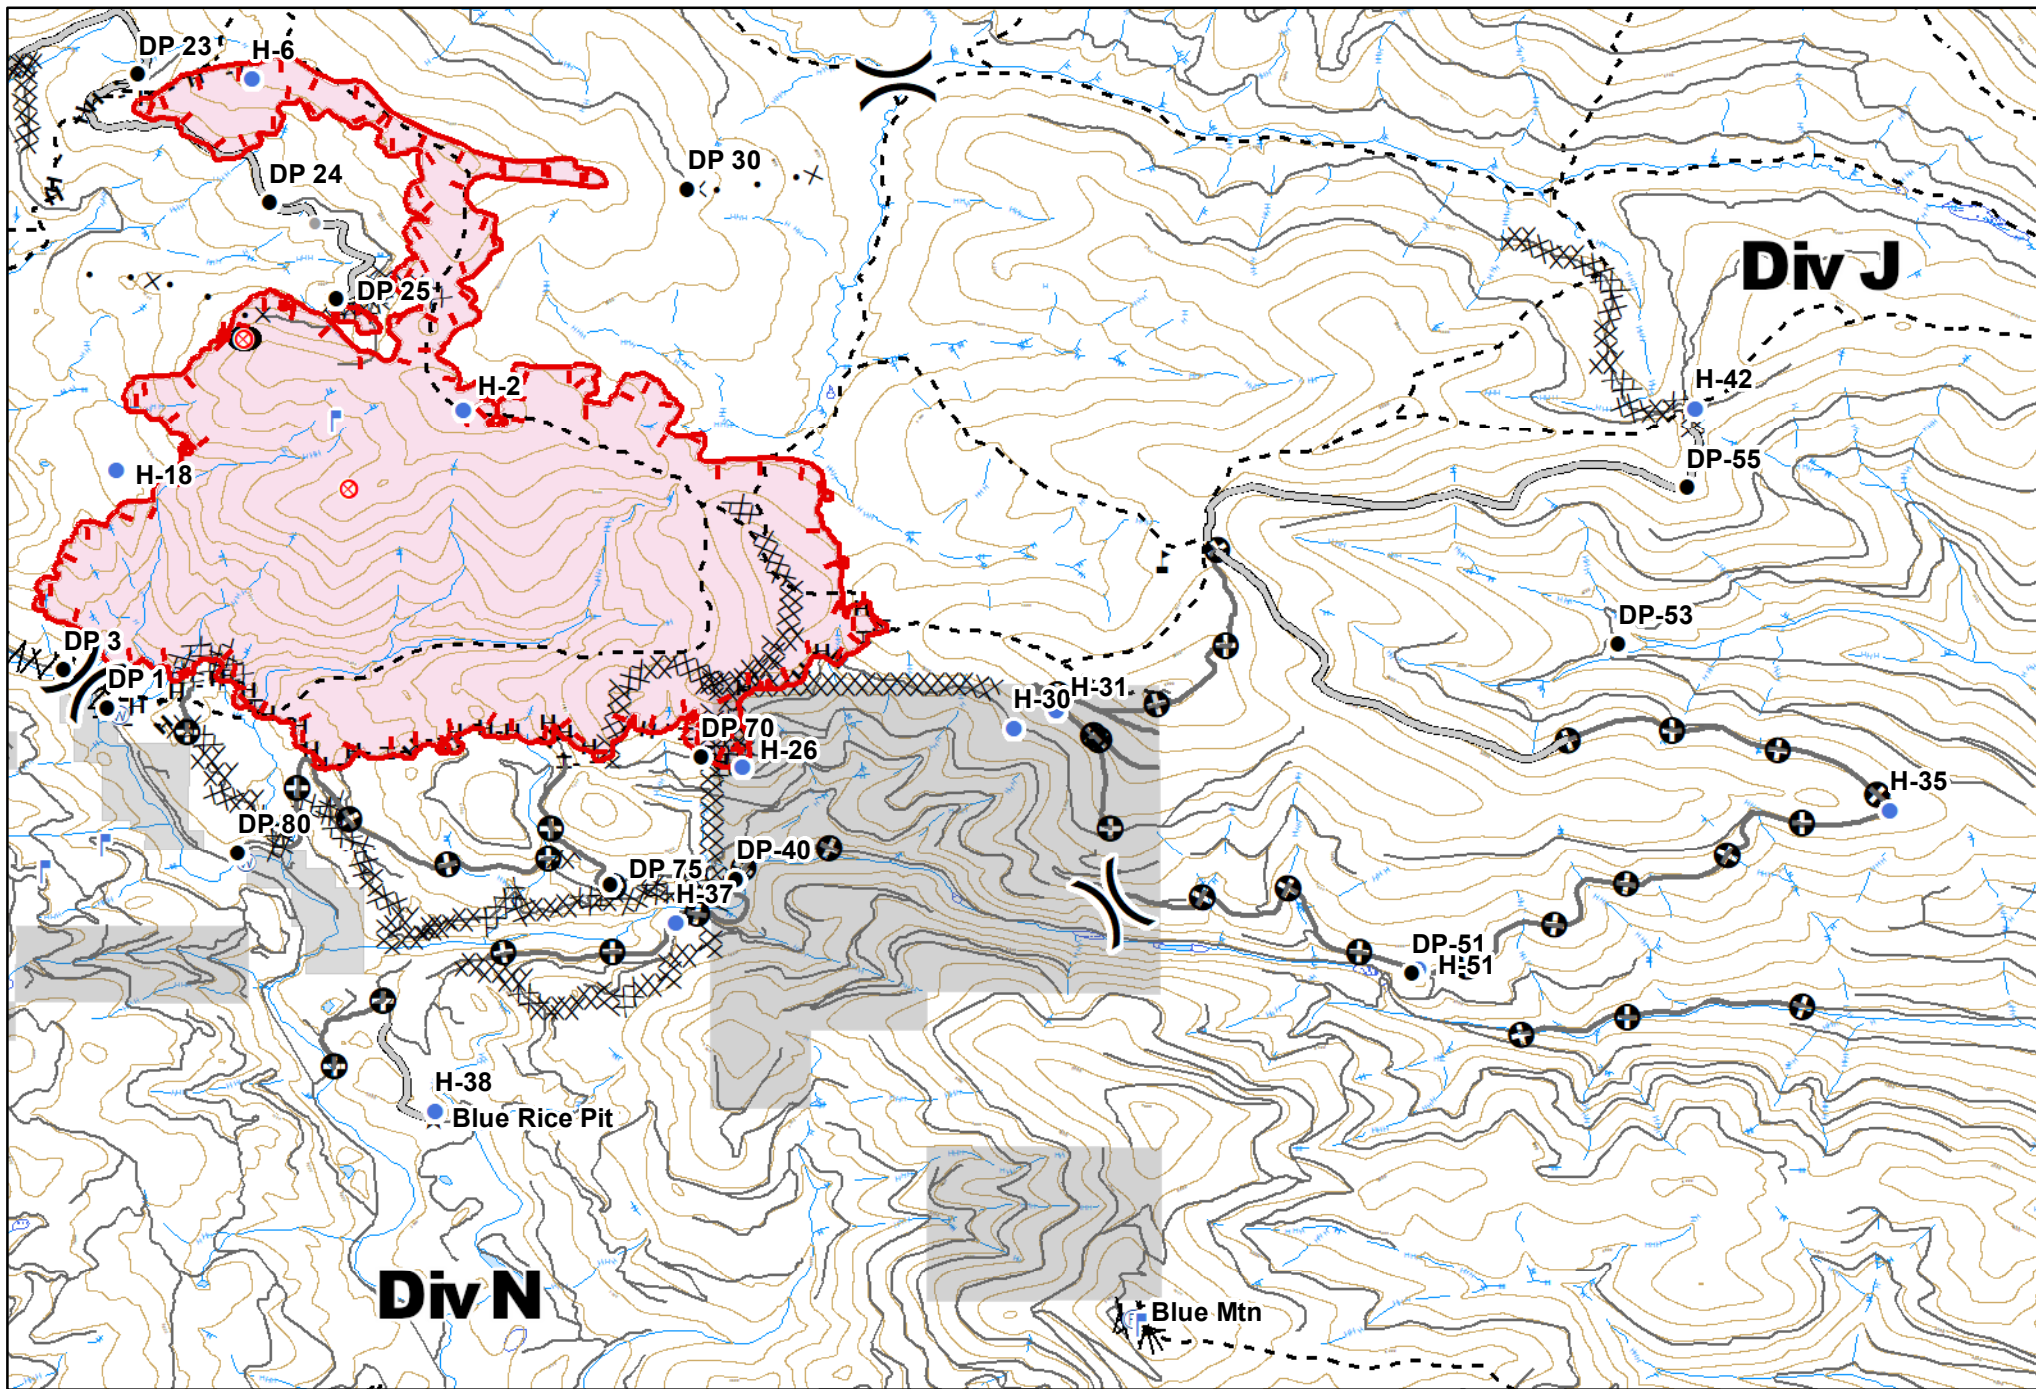 DP 23
H-6
DP 30
DP 24
Div J
DP 25
H-42
H-2
DP-55
H-18
DP-53
DP 3
DP 1
H-31
H-30
DP 70
H-26
H-35
DP-80
DP-40
DP 75
H-37
DP-51
H-51
H-38
Blue Rice Pit
Div N
Blue Mtn